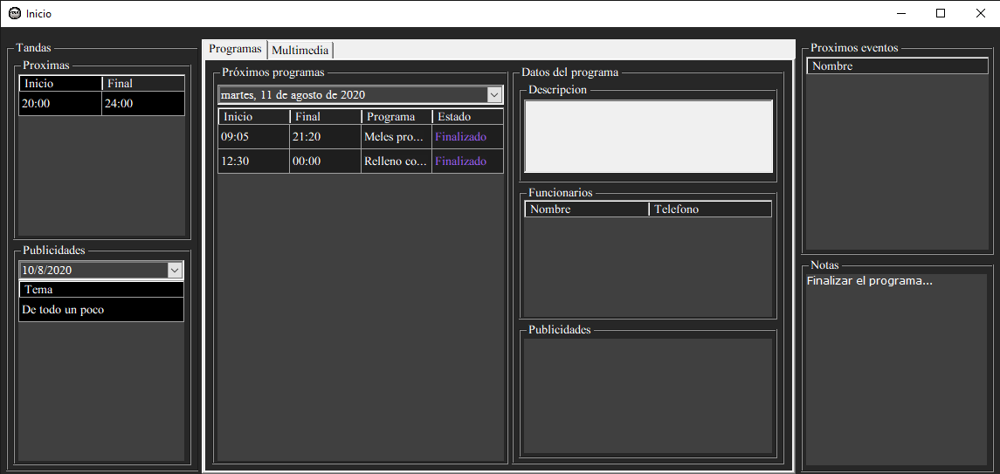 Inicio
Tandas
Proximas
Inicio Final
20:00 24:00
Publicidades
10/8/2020
Tema
De todo un poco
Programas Multimedia
Próximos programas
martes, 11 de agosto de 2020
Inicio Final Programa Estado
09:05 21:20 Meles pro... Finalizado
12:30 00:00 Relleno co... Finalizado
Datos del programa
Descripcion
Funcionarios
Nombre Telefono
Publicidades
Proximos eventos
Nombre
Notas
Finalizar el programa...